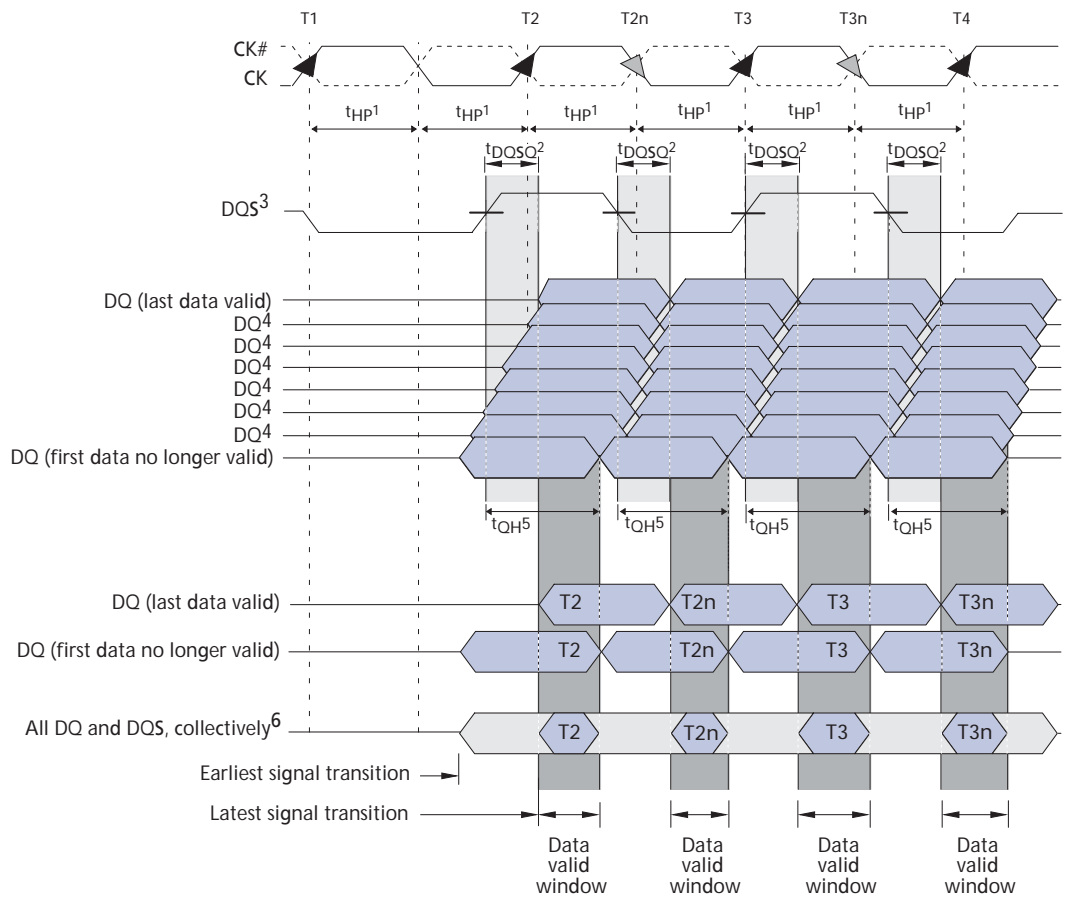 T1 T2 T2n T3 T3n T4
CK#
CK
tHP1 tHP1 tHP1 tHP1 tHP1 tHP1
tDQSQ2 tDQSQ2 tDQSQ2 tDQSQ2
DQS3
DQ (last data valid)
DQ4
DQ4
DQ4
DQ4
DQ4
DQ4
DQ (first data no longer valid)
tQH5 tQH5 tQH5 tQH5
DQ (last data valid) T2 T2n T3 T3n
DQ (first data no longer valid) T2 T2n T3 T3n
All DQ and DQS, collectively6 T2 T2n T3 T3n
Earliest signal transition
Latest signal transition
Data Data Data Data
valid valid valid valid
window window window window